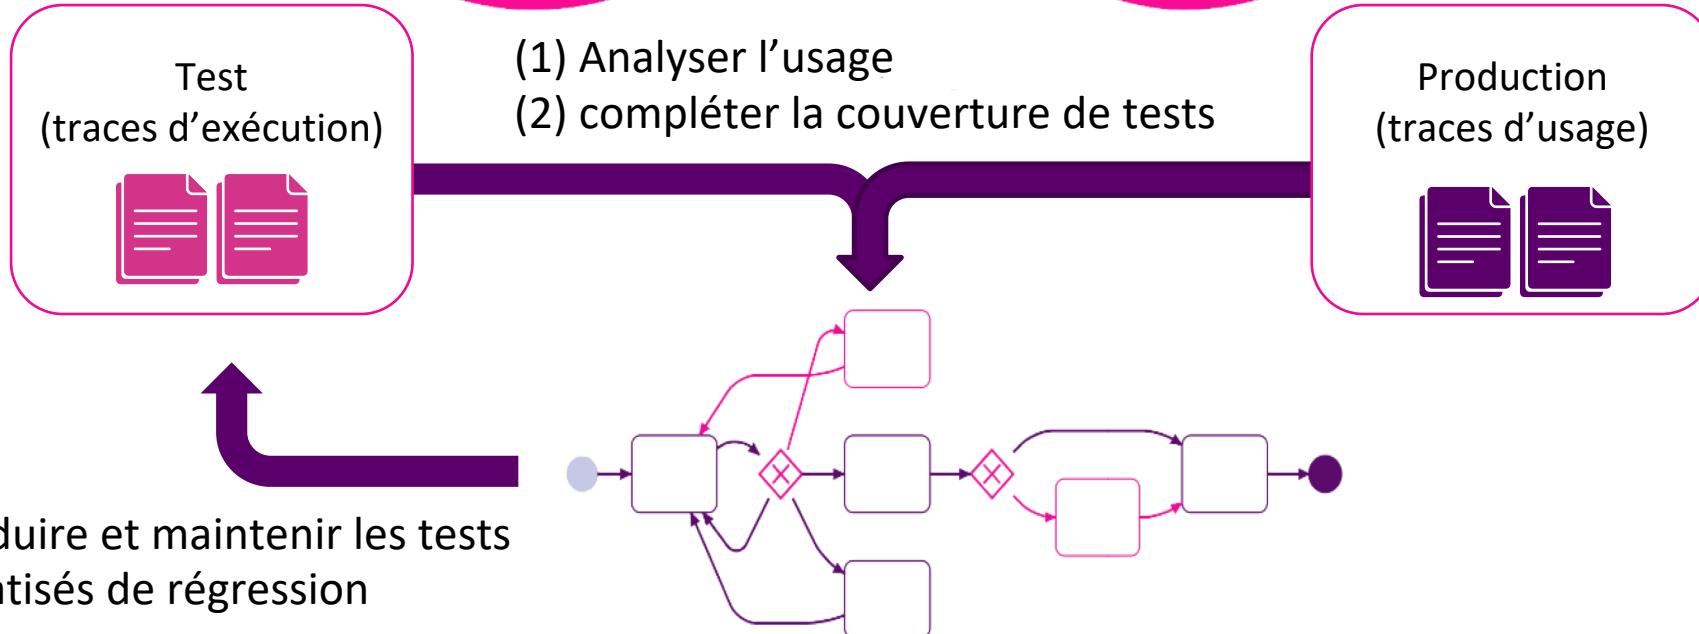 Test
(traces d’exécution)
(1) Analyser l’usage
(2) compléter la couverture de tests
Production
(traces d’usage)
duire et maintenir les tests
tisés de régression